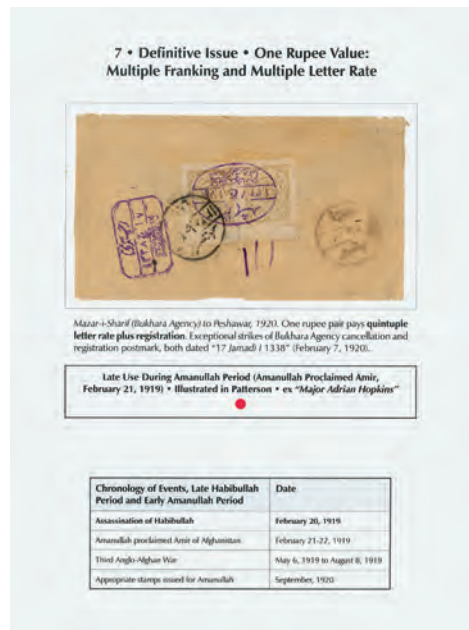 7 • Definitive Issue • One Rupee Value:
Multiple Franking and Multiple Letter Rate
Mazar-i-Sharif (Bukhara Agency) to Peshawar, 1920. One rupee pair pays quintuple
letter rate plus registration. Exceptional strikes of Bukhara Agency cancellation and
registration postmark, both dated "17 Jamadi I 1338" (February 7, 1920).
Late Use During Amanullah Period (Amanullah Proclaimed Amir,
February 21, 1919) • Illustrated in Patterson • ex "Major Adrian Hopkins"
Chronology of Events, Late Habibullah
Period and Early Amanullah Period
Date
Assassination of Habibullah
February 20, 1919
Amanullah proclaimed Amir of Afghanistan
February 21-22, 1919
Third Anglo-Afghan War
May 6, 1919 to August 8, 1919
Appropriate stamps issued for Amanullah
September, 1920